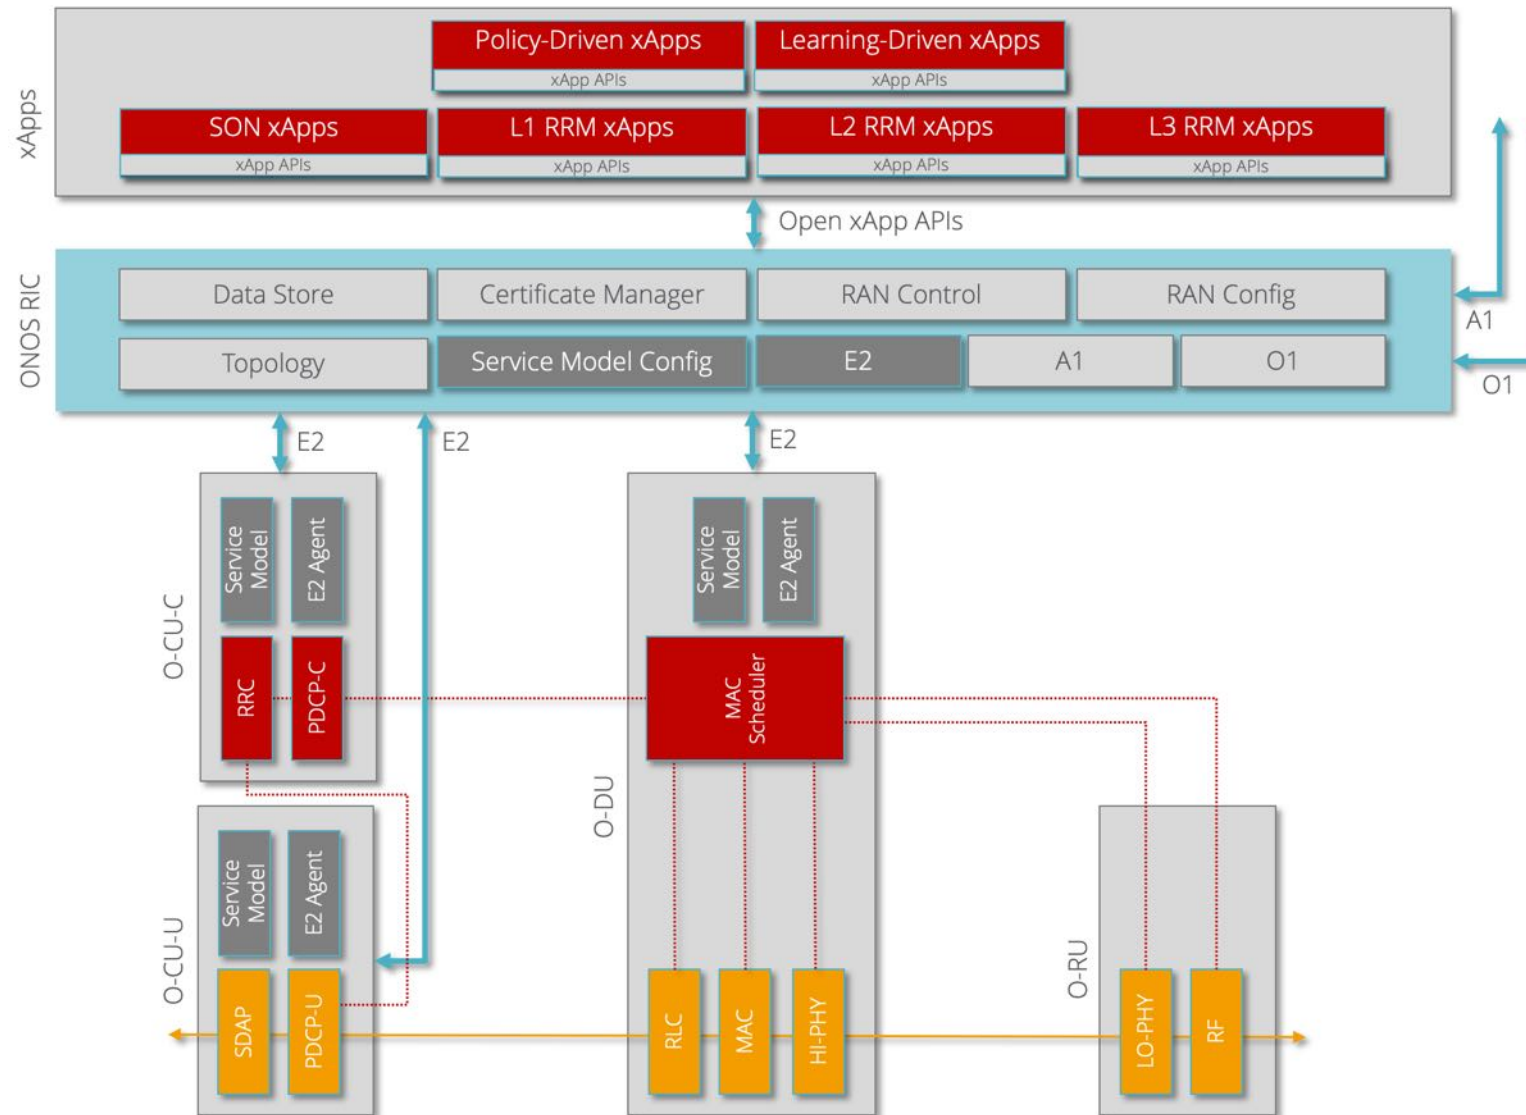 xApps
Policy-Driven xApps
xApp APIs
Learning-Driven xApps
xApp APIs
SON xApps
xApp APIs
L1 RRM xApps
xApp APIs
L2 RRM xApps
xApp APIs
L3 RRM xApps
xApp APIs
Open xApp APIs
ONOS RIC
Data Store
Certificate Manager
RAN Control
RAN Config
Topology
Service Model Config
E2
A1
O1
A1
O1
E2
E2
E2
O-CU-C
Service
Model
E2 Agent
RRC
PDCP-C
O-CU-U
Service
Model
E2 Agent
SDAP
PDCP-U
O-DU
Service
Model
E2 Agent
MAC
Scheduler
RLC
MAC
HI-PHY
O-RU
LO-PHY
RF